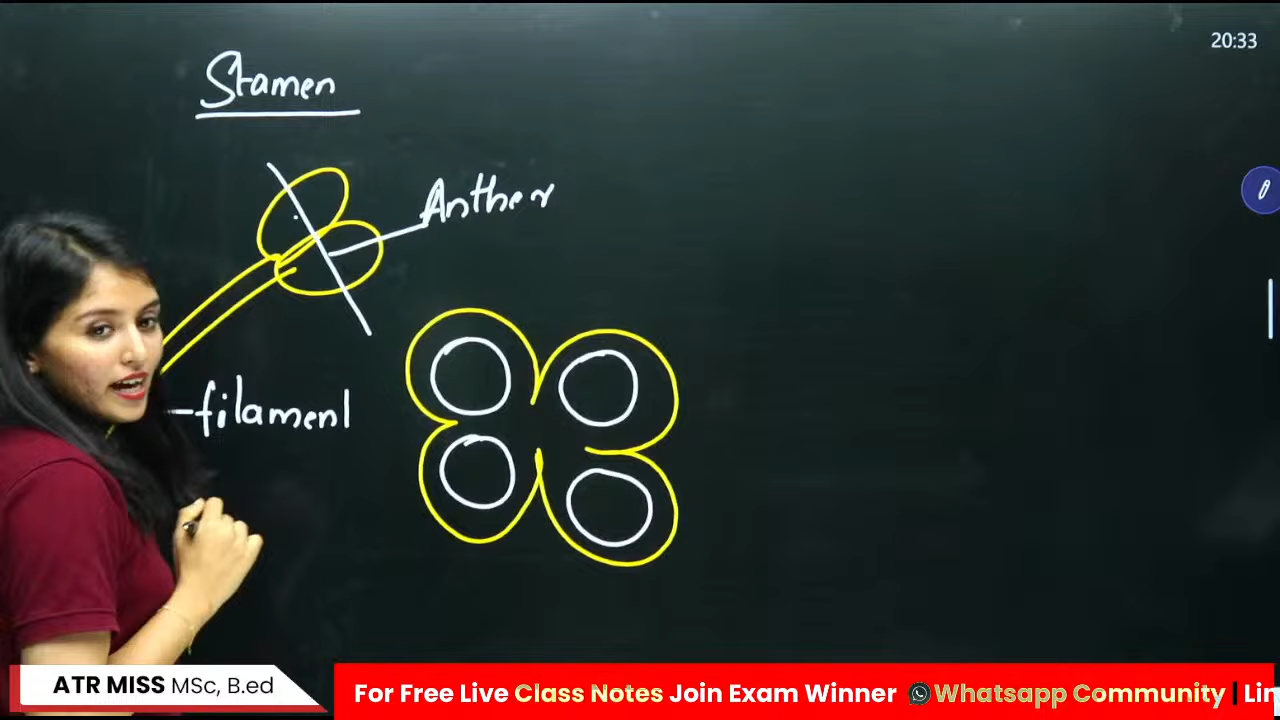 20:33
Stamen
Anther
filament
ATR MISS MSc, B.ed
For Free Live Class Notes Join Exam Winner Whatsapp Community | Lin